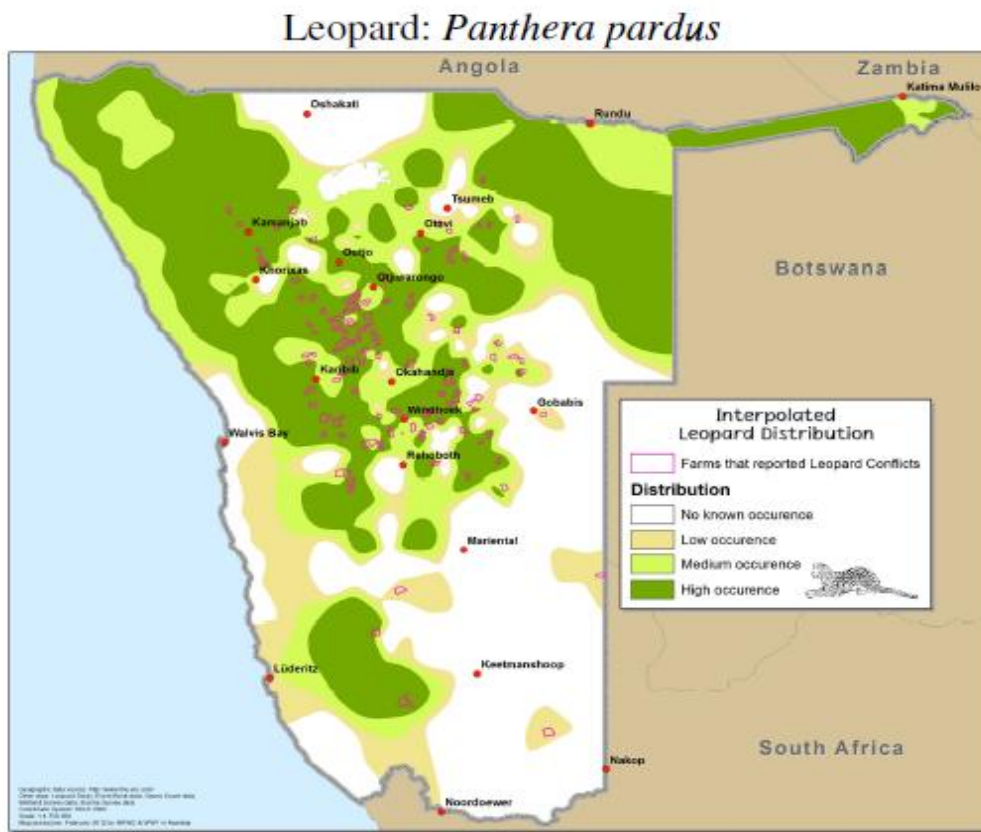 Leopard: Panthera pardus
Angola
Zambia
Katima Mulilo
Oshakati
Rundu
Tsumeb
Kamanjab
Otavi
Outjo
Khorixas
Otjiwarongo
Botswana
Karibib
Okahandja
Gobabis
Windhoek
Walvis Bay
Rehoboth
Mariental
Lüderitz
Keetmanshoop
South Africa
Nakop
Noordoewer
Interpolated
Leopard Distribution
Farms that reported Leopard Conflicts
Distribution
No known occurence
Low occurence
Medium occurence
High occurence